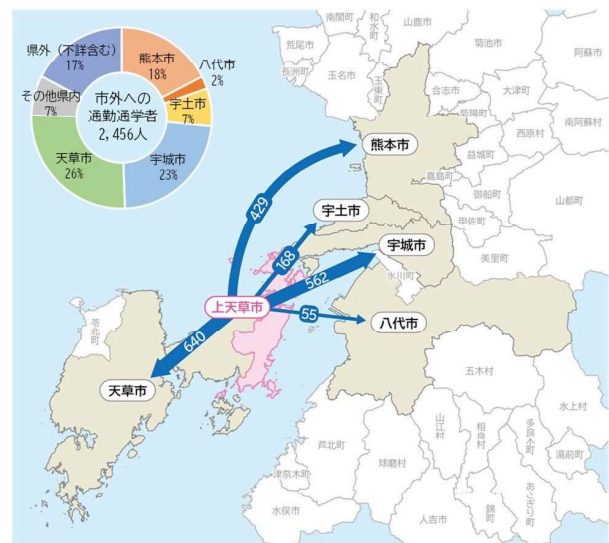 県外（不詳含む）
17%
熊本市
18%
八代市
2%
宇土市
7%
宇城市
23%
天草市
26%
その他県内
7%
市外への
通勤通学者
2,456人
南関町
和水町
山鹿市
菊池市
阿蘇市
荒尾市
長洲町
玉名市
玉東町
合志市
大津町
菊陽町
南阿蘇村
西原村
熊本市
益城町
嘉島町
御船町
山都町
甲佐町
宇土市
宇城市
美里町
氷川町
429
168
562
上天草市
55
八代市
640
苓北町
天草市
五木村
水上村
山江村
相良村
多良木町
湯前町
芦北町
球磨村
津奈木町
あさぎり町
錦町
水俣市
人吉市